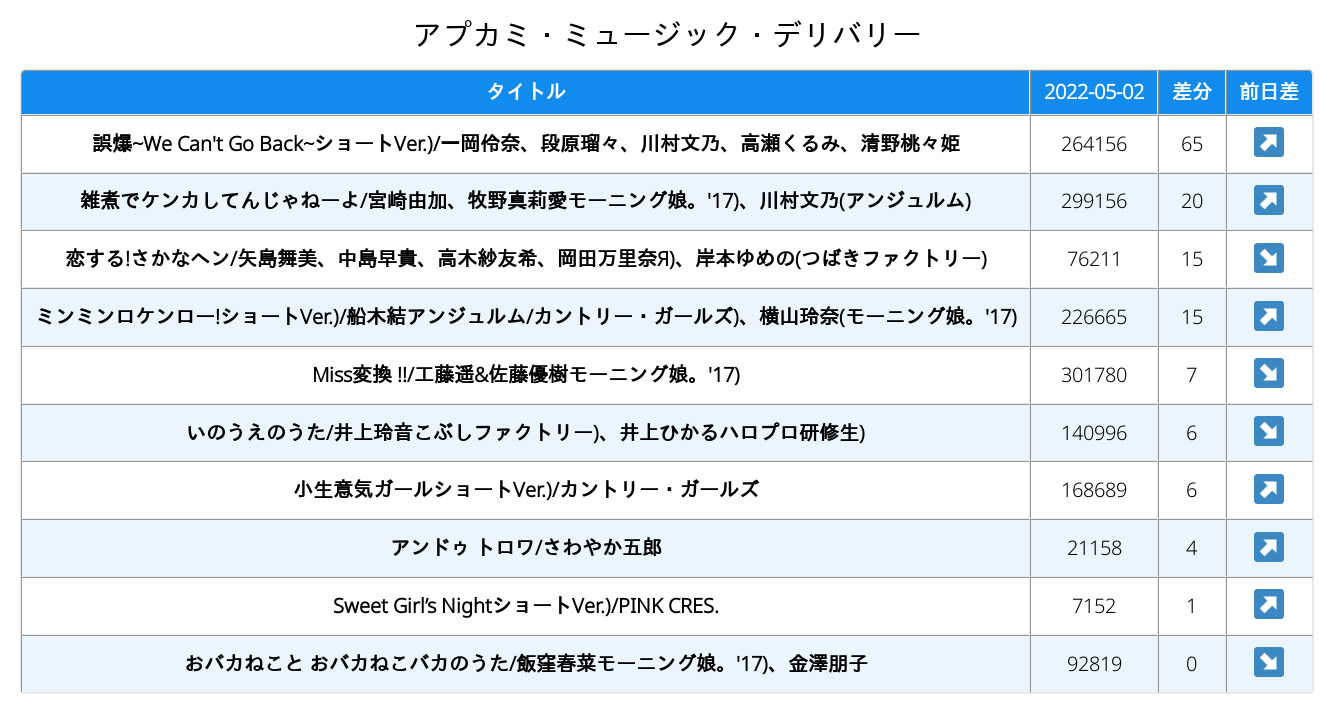 アプカミ・ミュージック・デリバリー
タイトル 2022-05-02 差分 前日差
誤爆~We Can't Go Back~ショートVer.)/一岡伶奈、段原瑠々、川村文乃、高瀬くるみ、清野桃々姫 264156 65
雑煮でケンカしてんじゃねーよ/宮崎由加、牧野真莉愛モーニング娘。'17)、川村文乃(アンジュルム) 299156 20
恋する!さかなヘン/矢島舞美、中島早貴、高木紗友希、岡田万里奈Я)、岸本ゆめの(つばきファクトリー) 76211 15
ミンミンロケンロー!ショートVer.)/船木結アンジュルム/カントリー・ガールズ)、横山玲奈(モーニング娘。'17) 226665 15
Miss変換 !!/工藤遥&佐藤優樹モーニング娘。'17) 301780 7
いのうえのうた/井上玲音こぶしファクトリー)、井上ひかるハロプロ研修生) 140996 6
小生意気ガールショートVer.)/カントリー・ガールズ 168689 6
アンドゥ トロワ/さわやか五郎 21158 4
Sweet Girl’s NightショートVer.)/PINK CRES. 7152 1
おバカねこと おバカねこバカのうた/飯窪春菜モーニング娘。'17)、金澤朋子 92819 0